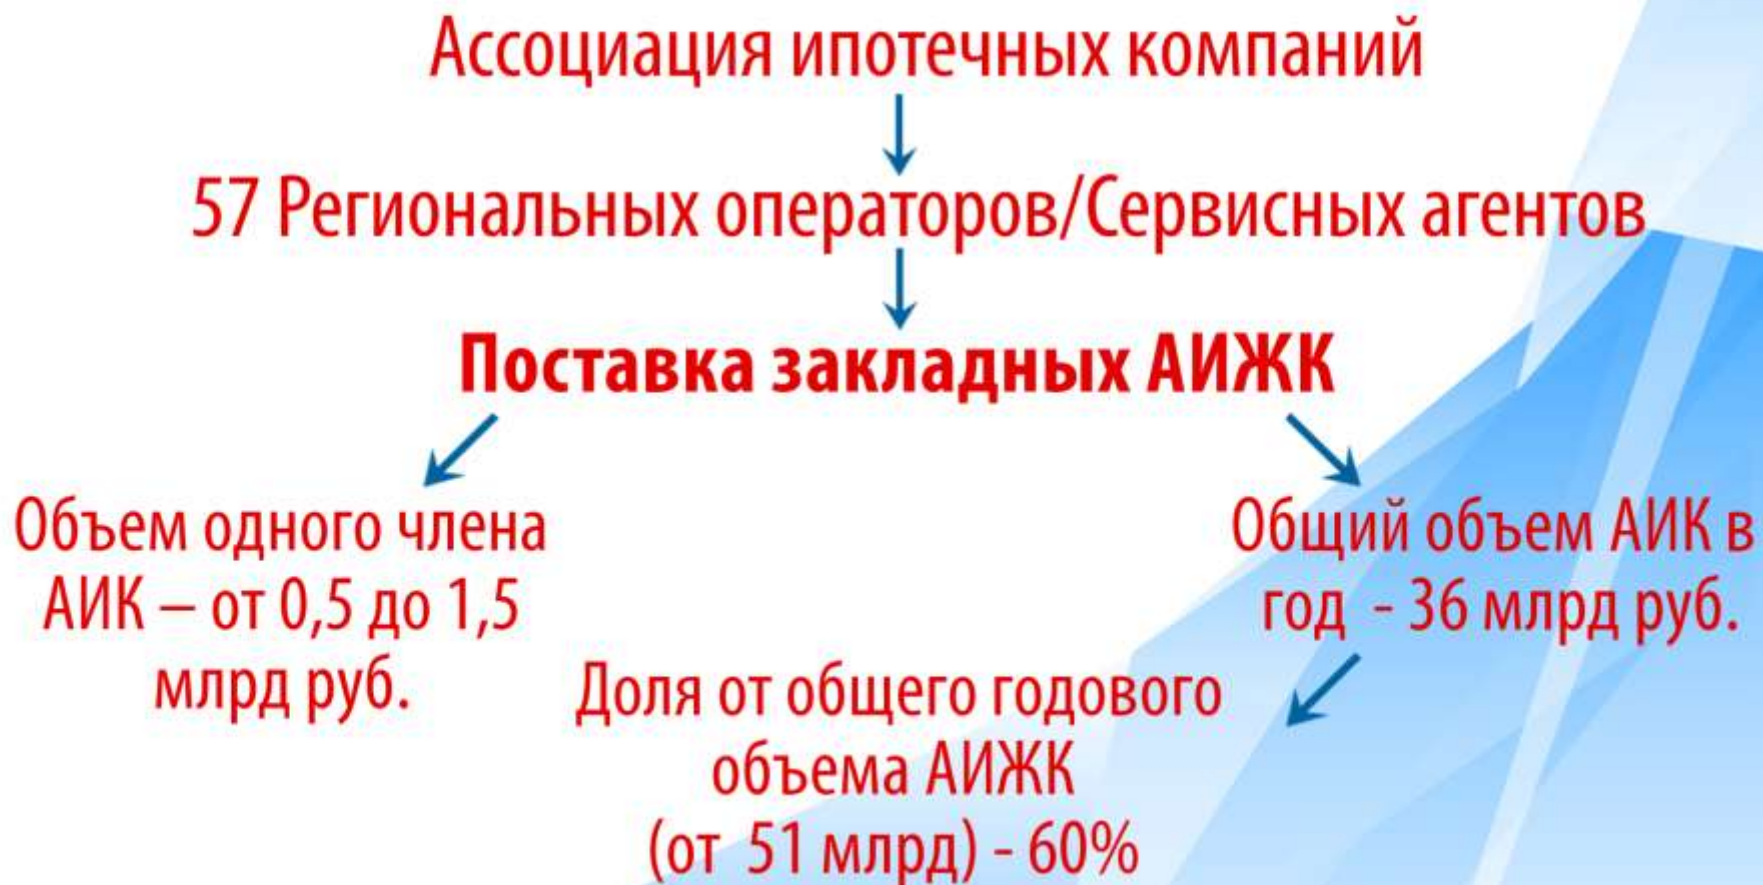 Ассоциация ипотечных компаний
57 Региональных операторов/Сервисных агентов
Поставка закладных АИЖК
Объем одного члена
АИК – от 0,5 до 1,5
млрд руб.
Общий объем АИК в
год - 36 млрд руб.
Доля от общего годового
объема АИЖК
(от 51 млрд) - 60%